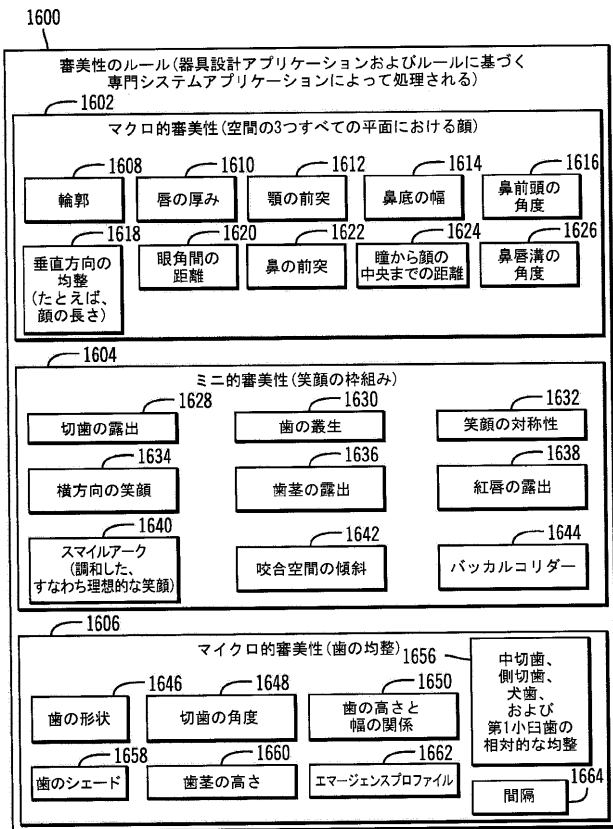 1600
審美性のルール(器具設計アプリケーションおよびルールに基づく
専門システムアプリケーションによって処理される)
1602
マクロ的審美性(空間の3つすべての平面における顔)
1608
輪郭
1610
唇の厚み
1612
顎の前突
1614
鼻底の幅
1616
鼻前頭の
角度
1618
垂直方向の
均整
(たとえば、
顔の長さ)
1620
眼角間の
距離
1622
鼻の前突
1624
瞳から顔の
中央までの距離
1626
鼻唇溝の
角度
1604
ミニ的審美性(笑顔の枠組み)
1628
切歯の露出
1630
歯の叢生
1632
笑顔の対称性
1634
横方向の笑顔
1636
歯茎の露出
1638
紅唇の露出
1640
スマイルアーク
(調和した、
すなわち理想的な笑顔)
1642
咬合空間の傾斜
1644
バッカルコリダー
1606
マイクロ的審美性(歯の均整)
1646
歯の形状
1648
切歯の角度
1650
歯の高さと
幅の関係
1656
中切歯、
側切歯、
犬歯、
および
第1小臼歯の
相対的な均整
1658
歯のシェード
1660
歯茎の高さ
1662
エマージェンスプロファイル
1664
間隔